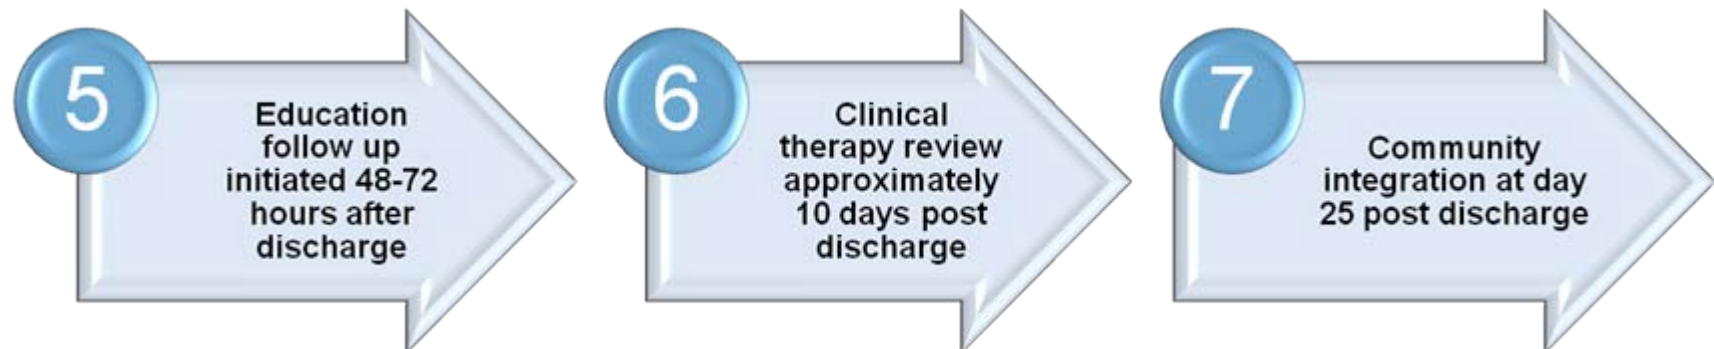 5
Education
follow up
initiated 48-72
hours after
discharge
6
Clinical
therapy review
approximately
10 days post
discharge
7
Community
integration at day
25 post discharge